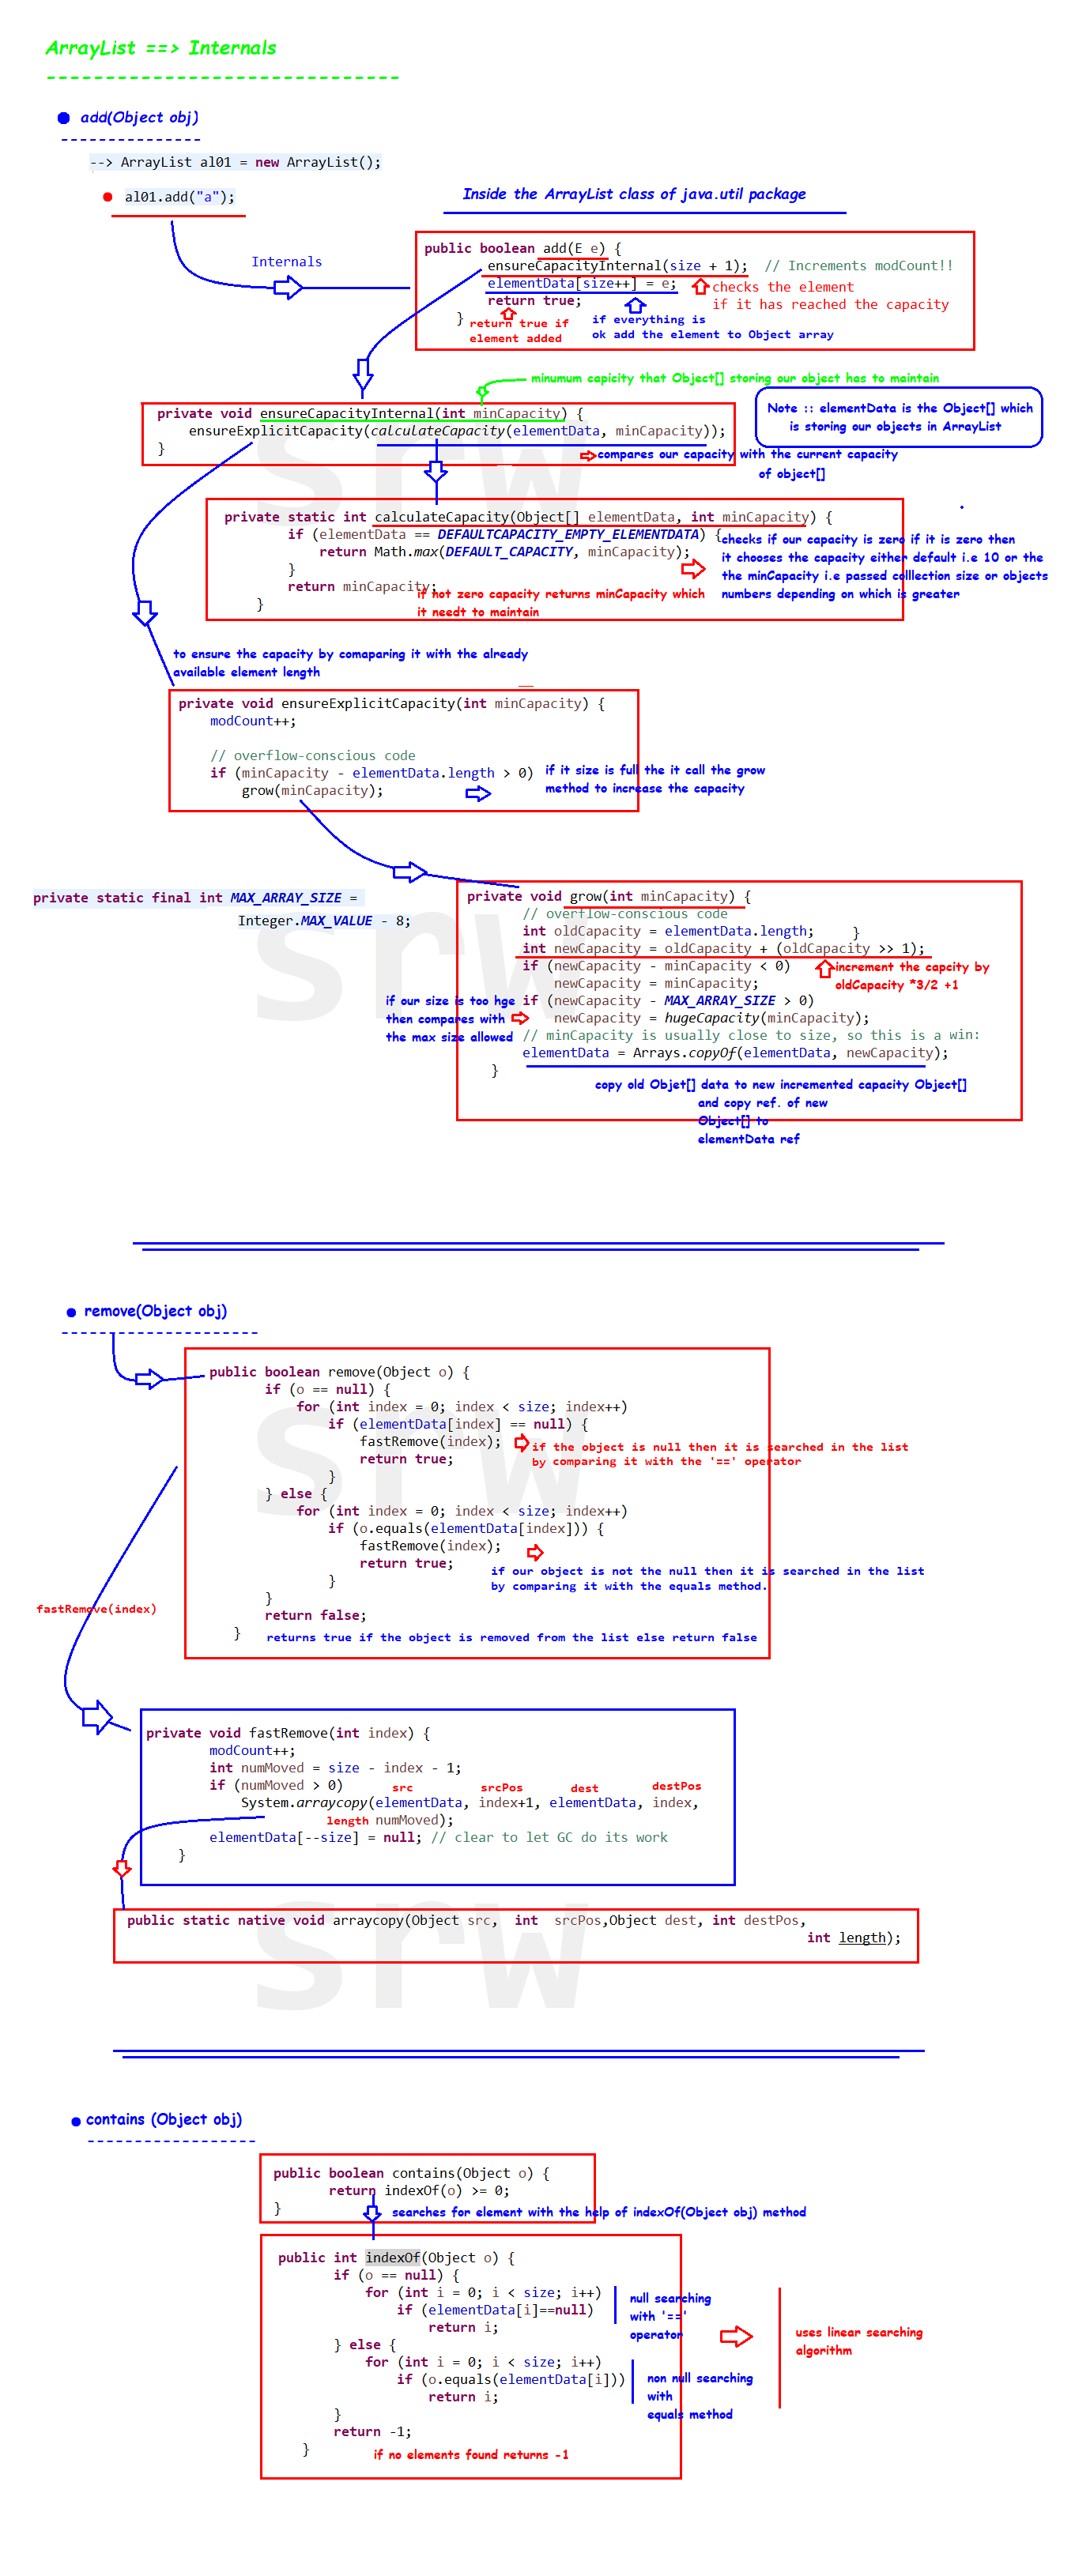 ArrayList ==> Internals
-----------------------------
add(Object obj)
---------------
--> ArrayList al01 = new ArrayList();
al01.add("a");
Inside the ArrayList class of java.util package
Internals
public boolean add(E e) {
ensureCapacityInternal(size + 1);  // Increments modCount!!
elementData[size++] = e;
checks the element
if it has reached the capacity
return true;
}
return true if
element added
if everything is
ok add the element to Object array
minumum capicity that Object[] storing our object has to maintain
Note :: elementData is the Object[] which
is storing our objects in ArrayList
private void ensureCapacityInternal(int minCapacity) {
ensureExplicitCapacity(calculateCapacity(elementData, minCapacity));
}
compares our capacity with the current capacity
of object[]
private static int calculateCapacity(Object[] elementData, int minCapacity) {
if (elementData == DEFAULTCAPACITY_EMPTY_ELEMENTDATA) {
return Math.max(DEFAULT_CAPACITY, minCapacity);
}
return minCapacity;
}
checks if our capacity is zero if it is zero then
it chooses the capacity either default i.e 10 or the
the minCapacity i.e passed colllection size or objects
numbers depending on which is greater
if not zero capacity returns minCapacity which
it needt to maintain
to ensure the capacity by comaparing it with the already
available element length
private void ensureExplicitCapacity(int minCapacity) {
modCount++;
// overflow-conscious code
if (minCapacity - elementData.length > 0)
grow(minCapacity);
if it size is full the it call the grow
method to increase the capacity
private static final int MAX_ARRAY_SIZE =
Integer.MAX_VALUE - 8;
private void grow(int minCapacity) {
// overflow-conscious code
int oldCapacity = elementData.length;     }
int newCapacity = oldCapacity + (oldCapacity >> 1);
if (newCapacity - minCapacity < 0)
newCapacity = minCapacity;
increment the capcity by
oldCapacity *3/2 +1
if our size is too hge
then compares with
the max size allowed
if (newCapacity - MAX_ARRAY_SIZE > 0)
newCapacity = hugeCapacity(minCapacity);
// minCapacity is usually close to size, so this is a win:
elementData = Arrays.copyOf(elementData, newCapacity);
}
copy old Objet[] data to new incremented capacity Object[]
and copy ref. of new
Object[] to
elementData ref
remove(Object obj)
---------------------
public boolean remove(Object o) {
if (o == null) {
for (int index = 0; index < size; index++)
if (elementData[index] == null) {
fastRemove(index);
return true;
}
if the object is null then it is searched in the list
by comparing it with the '==' operator
} else {
for (int index = 0; index < size; index++)
if (o.equals(elementData[index])) {
fastRemove(index);
return true;
}
if our object is not the null then it is searched in the list
by comparing it with the equals method.
}
return false;
}
returns true if the object is removed from the list else return false
fastRemove(index)
private void fastRemove(int index) {
modCount++;
int numMoved = size - index - 1;
if (numMoved > 0)
src srcPos dest destPos
System.arraycopy(elementData, index+1, elementData, index,
length numMoved);
elementData[--size] = null; // clear to let GC do its work
}
public static native void arraycopy(Object src,  int  srcPos,Object dest, int destPos,
int length);
contains (Object obj)
------------------
public boolean contains(Object o) {
return indexOf(o) >= 0;
}
searches for element with the help of indexOf(Object obj) method
public int indexOf(Object o) {
if (o == null) {
for (int i = 0; i < size; i++)
if (elementData[i]==null)
return i;
null searching
with '=='
operator
uses linear searching
algorithm
} else {
for (int i = 0; i < size; i++)
if (o.equals(elementData[i]))
return i;
non null searching
with
equals method
}
return -1;
}
if no elements found returns -1
srw
srw
srw
srw